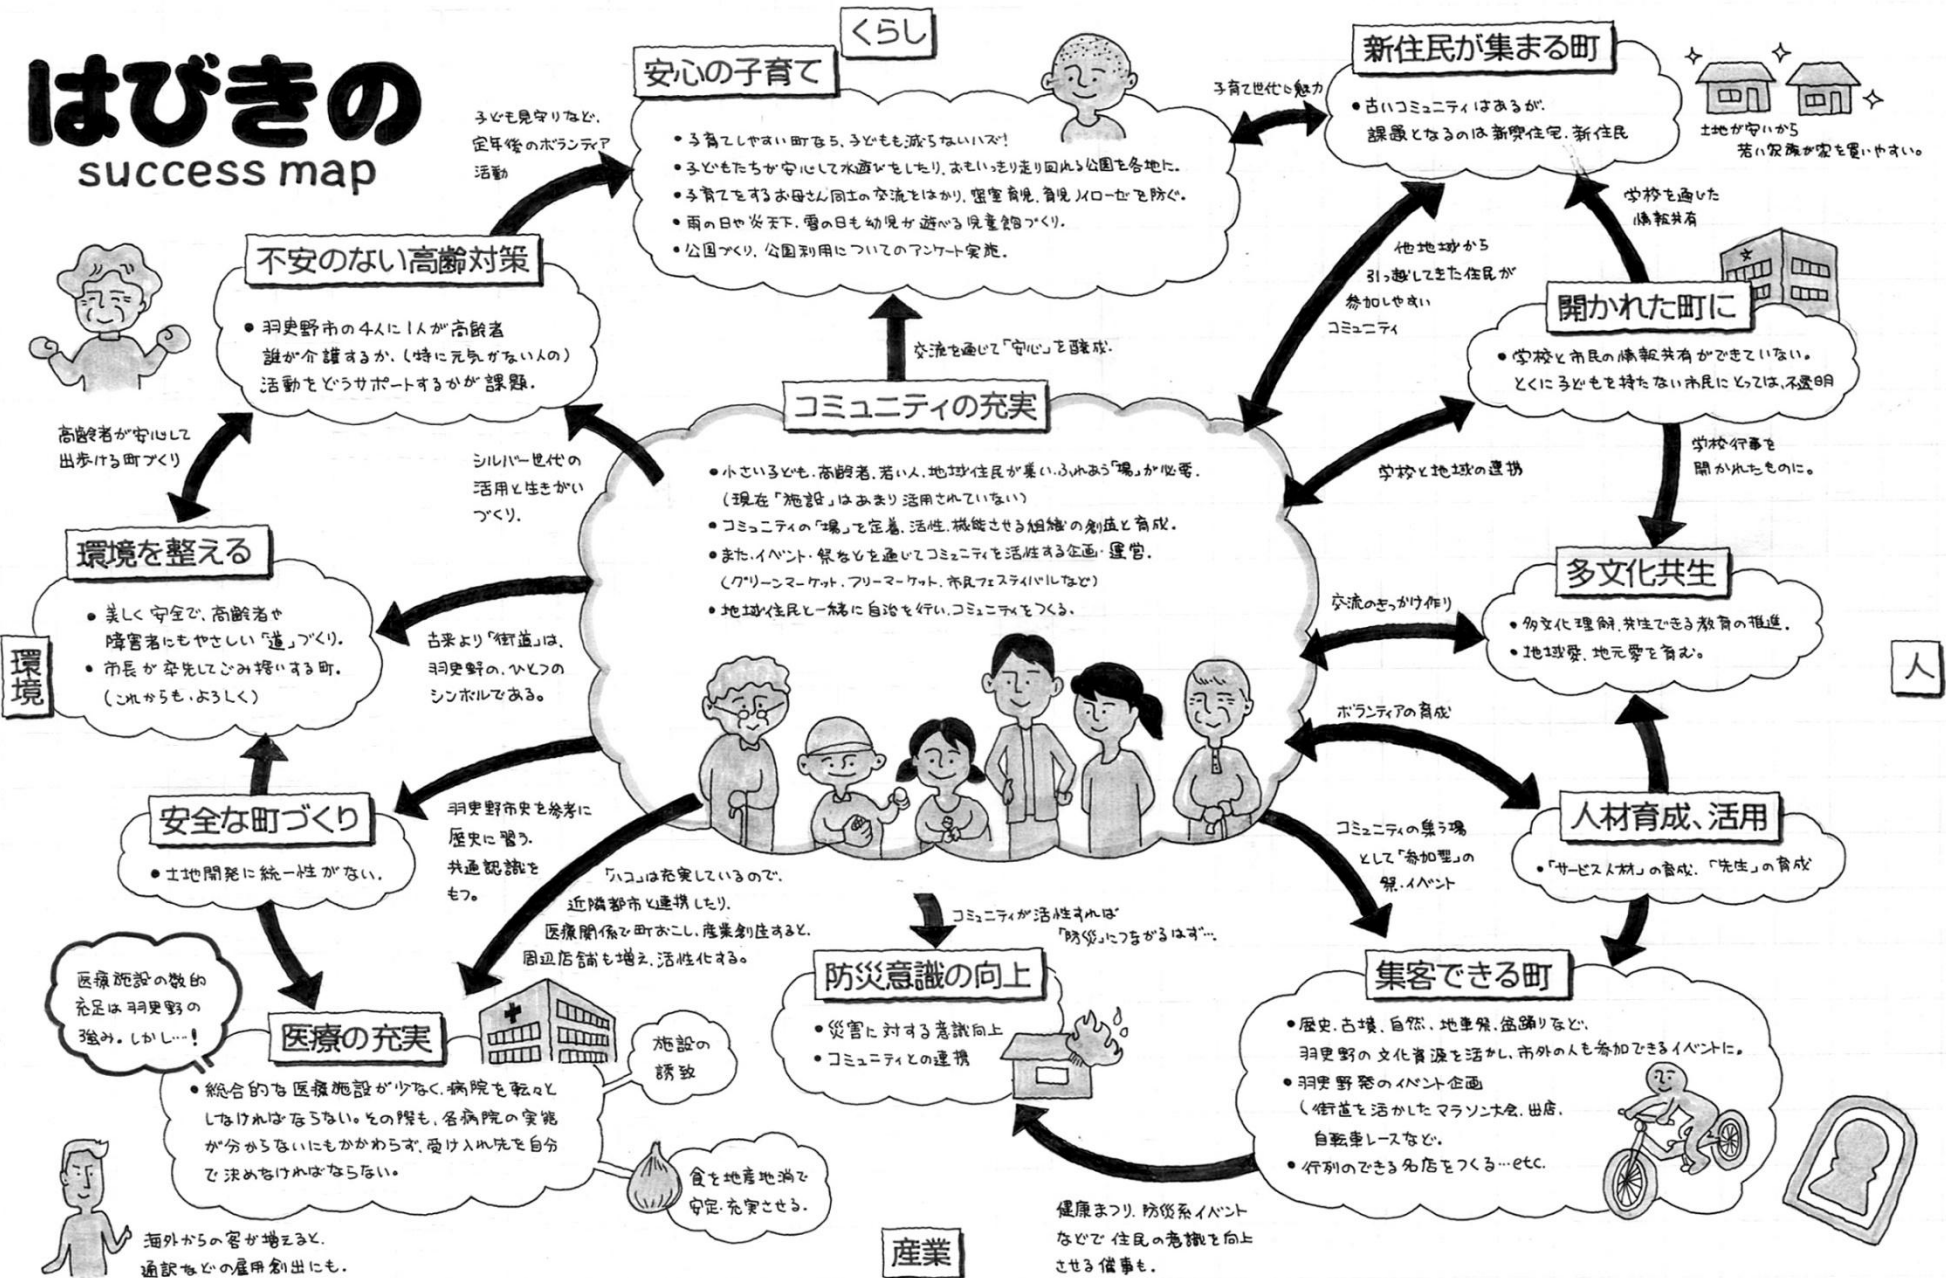 はびきの
success map
くらし
安心の子育て
・子育てしやすい町なら、子どもも減らないハズ!
・子どもたちが安心して水遊びをしたり、おもいっきり走り回れる公園を各地に。
・子育てをするお母さん同士の交流をはかり、密室育児、育児ノイローゼを防ぐ。
・雨の日や炎天下、雪の日も幼児が遊べる児童館づくり。
・公園づくり、公園利用についてのアンケート実施。
子育て世代に魅力
新住民が集まる町
・古いコミュニティはあるが、
課題となるのは新興住宅、新住民
土地が安いから
若い家族が家を買いやすい。
子ども見守りなど、
定年後のボランティア
活動
不安のない高齢対策
・羽曳野市の4人に1人が高齢者
誰が介護するか、(特に元気がない人の)
活動をどうサポートするかが課題。
交流を通じて「安心」を醸成。
他地域から
引っ越してきた住民が
参加しやすい
コミュニティ
学校を通じた
情報共有
開かれた町に
・学校と市民の情報共有ができていない。
とくに子どもを持たない市民にとっては、不透明
高齢者が安心して
出歩ける町づくり
シルバー世代の
活用と生きがい
づくり。
コミュニティの充実
・小さい子ども、高齢者、若い人、地域住民が集い、ふれあう「場」が必要。
(現在「施設」はあまり活用されていない)
・コミュニティの「場」を定着、活性、機能させる組織の創造と育成。
・また、イベント・祭などを通じてコミュニティを活性する企画・運営。
(グリーンマーケット、フリーマーケット、市民フェスティバルなど)
・地域住民と一緒に自治を行い、コミュニティをつくる。
学校と地域の連携
学校行事を
開かれたものに。
環境を整える
・美しく安全で、高齢者や
障害者にもやさしい「道」づくり。
・市長が率先してごみ拾いする町。
(これからも、よろしく)
環境
古来より「街道」は、
羽曳野の、ひとつの
シンボルである。
交流のきっかけ作り
多文化共生
・多文化理解、共生できる教育の推進。
・地域愛、地元愛を育む。
人
ボランティアの育成
安全な町づくり
・土地開発に統一性がない。
羽曳野市史を参考に
歴史に習う。
共通認識を
もつ。
人材育成、活用
・「サービス人材」の育成、「先生」の育成
コミュニティの集う場
として「参加型」の
祭・イベント
「ハコ」は充実しているので、
近隣都市と連携したり、
医療関係で町おこし、産業創造すると、
周辺店舗も増え、活性化する。
コミュニティが活性すれば
「防災」につながるはず…。
医療施設の数的
充足は羽曳野の
強み。しかし…!
医療の充実
・総合的な医療施設が少なく、病院を転々と
しなければならない。その際も、各病院の実態
が分からないにもかかわらず、受け入れ先を自分
で決めなければならない。
施設の
誘致
食を地産地消で
安定・充実させる。
海外からの客が増えると、
通訳などの雇用創出にも。
防災意識の向上
・災害に対する意識向上
・コミュニティとの連携
集客できる町
・歴史、古墳、自然、地車祭、盆踊りなど、
羽曳野の文化資源を活かし、市外の人も参加できるイベントに。
・羽曳野発のイベント企画
(街道を活かしたマラソン大会、出店、
自転車レースなど。
・行列のできる名店をつくる…etc.
健康まつり、防災系イベント
などで住民の意識を向上
させる催事も。
産業